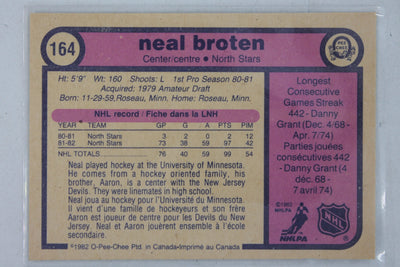 164
neal broten
Center/centre • North Stars
O PEE CHEE
Ht: 5'9" Wt: 160 Shoots: L 1st Pro Season 80-81
Acquired: 1979 Amateur Draft
Born: 11-29-59, Roseau, Minn. Home: Roseau, Minn.
NHL record / Fiche dans la LNH
YEAR TEAM GP G A PTS PIM
80-81 North Stars 3 2 0 2 12
81-82 North Stars 73 38 59 97 42
NHL TOTALS 76 40 59 99 54
Neal played hockey at the University of Minnesota.
He comes from a hockey oriented family, his
brother, Aaron, is a center with the New Jersey
Devils. They were linemates in high school.
Neal joua au hockey pour l'Université du Minnesota.
Il vient d'une famille de hockeyeurs et son frère
Aaron est joueur de centre pour les Devils du New
Jersey. Neal et Aaron jouaient ensemble à l'école
secondaire.
Longest
Consecutive
Games Streak
442 - Danny
Grant (Dec. 4/68 -
Apr. 7/74)
Parties jouées
consécutives 442
- Danny Grant (4
déc. 68 -
7 avril 74)
©1982
NHLPA
NHL
©1982 O-Pee-Chee Ptd. in Canada-Imprimé au Canada